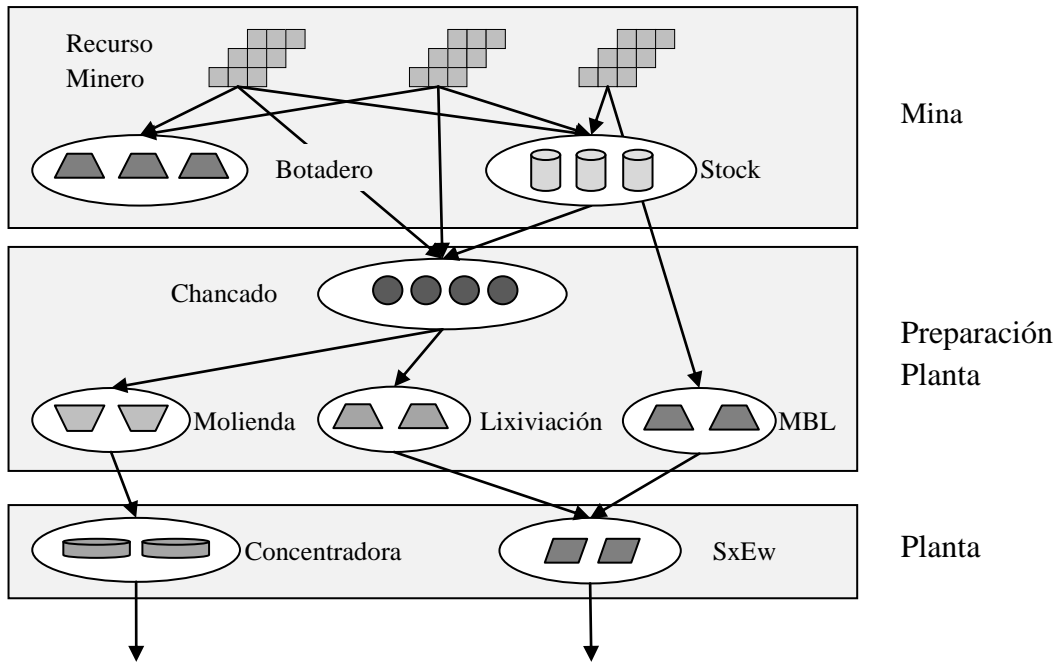 Recurso
Minero
Mina
Botadero
Stock
Chancado
Preparación
Planta
Molienda
Lixiviación
MBL
Concentradora
SxEw
Planta